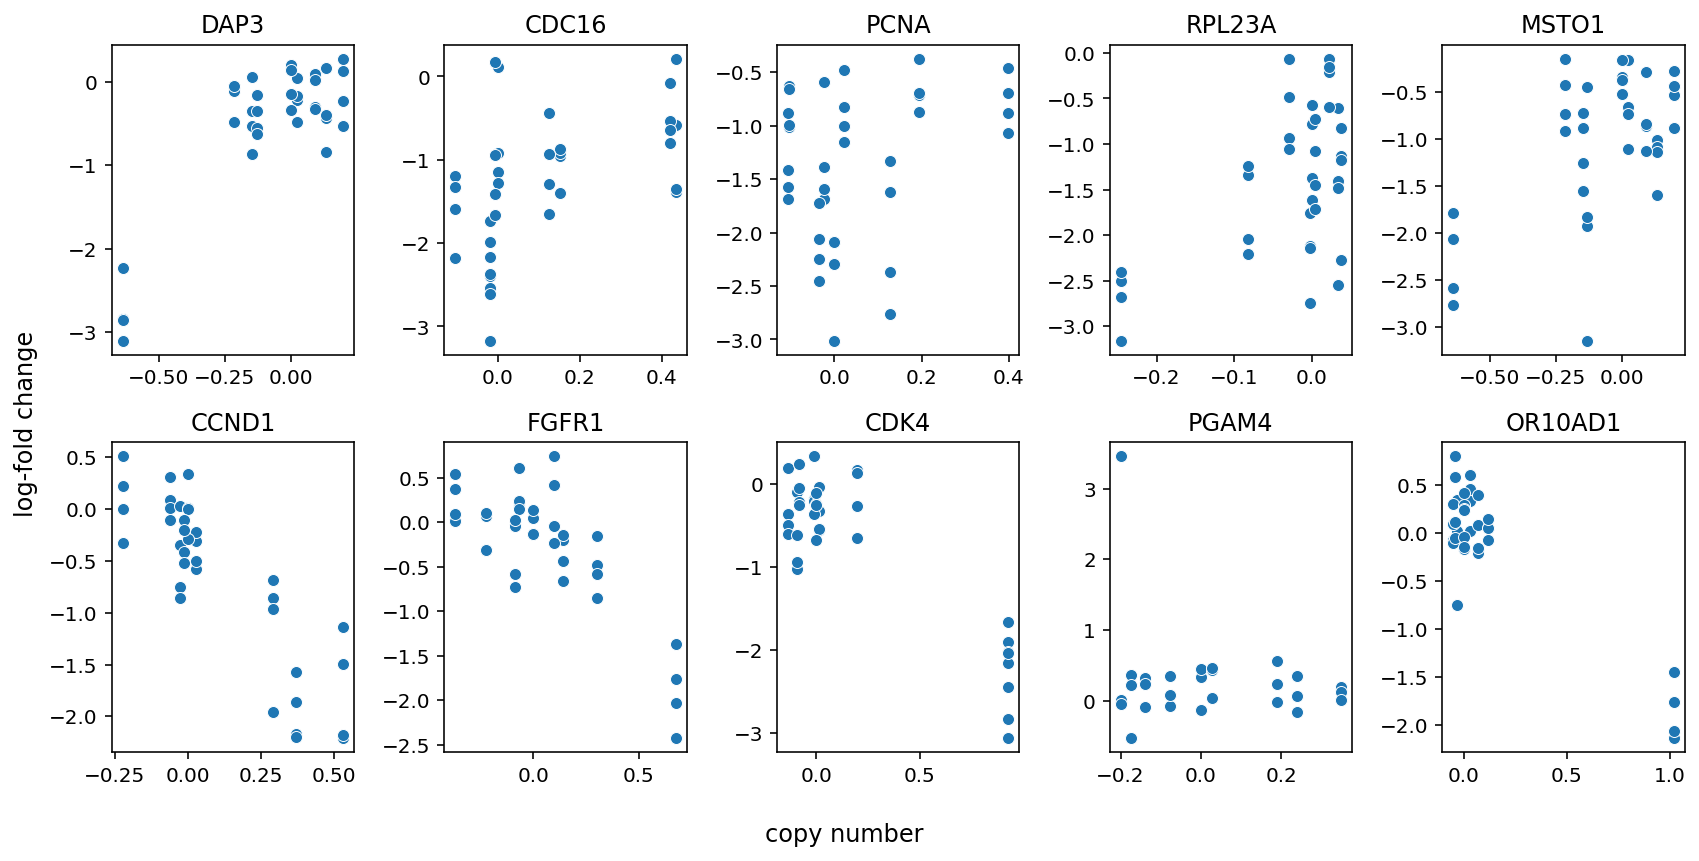 DAP3 CDC16 PCNA RPL23A MSTO1
0 −1 −2 −3
−0.50 −0.25 0.00
0 −1 −2 −3
0.0 0.2 0.4
−0.5 −1.0 −1.5 −2.0 −2.5 −3.0
0.0 0.2 0.4
0.0 −0.5 −1.0 −1.5 −2.0 −2.5 −3.0
−0.2 −0.1 0.0
−0.5 −1.0 −1.5 −2.0 −2.5 −3.0
−0.50 −0.25 0.00
log-fold change
CCND1 FGFR1 CDK4 PGAM4 OR10AD1
0.5 0.0 −0.5 −1.0 −1.5 −2.0
−0.25 0.00 0.25 0.50
0.5 0.0 −0.5 −1.0 −1.5 −2.0 −2.5
0.0 0.5
0 −1 −2 −3
0.0 0.5
3 2 1 0
−0.2 0.0 0.2
0.5 0.0 −0.5 −1.0 −1.5 −2.0
0.0 0.5 1.0
copy number